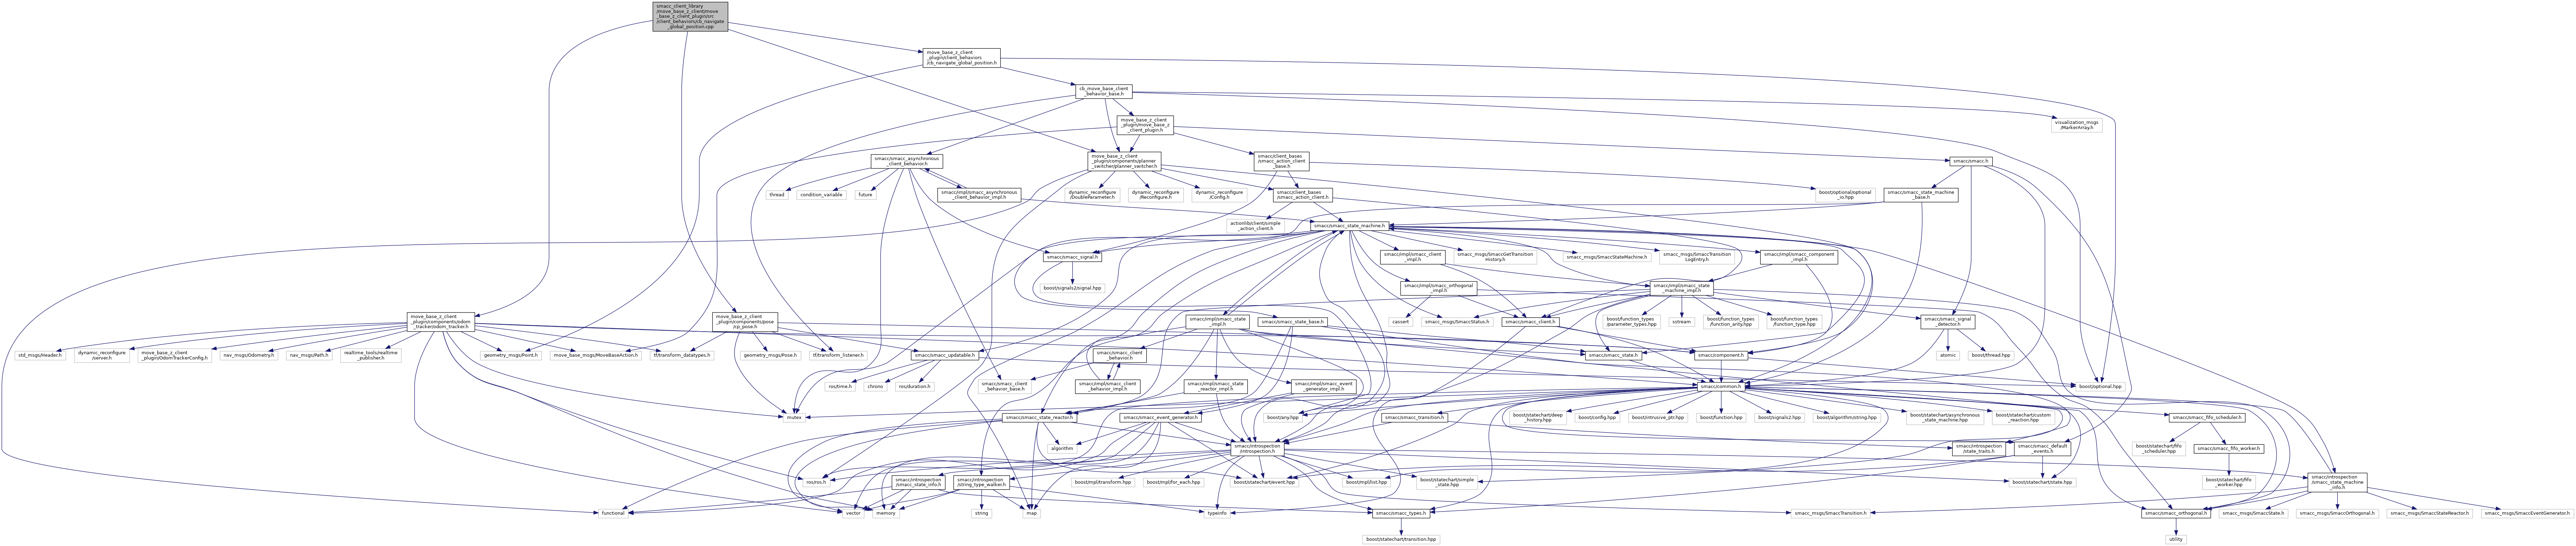 smacc_client_library
/move_base_z_client/move
_base_z_client_plugin/src
/client_behaviors/cb_navigate
_global_position.cpp
move_base_z_client
_plugin/client_behaviors
/cb_navigate_global_position.h
cb_move_base_client
_behavior_base.h
move_base_z_client
_plugin/move_base_z
_client_plugin.h
visualization_msgs
/MarkerArray.h
smacc/smacc_asynchronous
_client_behavior.h
move_base_z_client
_plugin/components/planner
_switcher/planner_switcher.h
smacc/client_bases
/smacc_action_client
_base.h
smacc/smacc.h
thread
condition_variable
future
smacc/impl/smacc_asynchronous
_client_behavior_impl.h
dynamic_reconfigure
/DoubleParameter.h
dynamic_reconfigure
/Reconfigure.h
dynamic_reconfigure
/Config.h
smacc/client_bases
/smacc_action_client.h
boost/optional/optional
_io.hpp
smacc/smacc_state_machine
_base.h
actionlib/client/simple
_action_client.h
smacc/smacc_state_machine.h
smacc/smacc_signal.h
smacc/impl/smacc_client
_impl.h
smacc_msgs/SmaccGetTransition
History.h
smacc_msgs/SmaccStateMachine.h
smacc_msgs/SmaccTransition
LogEntry.h
smacc/impl/smacc_component
_impl.h
boost/signals2/signal.hpp
smacc/impl/smacc_orthogonal
_impl.h
smacc/impl/smacc_state
_machine_impl.h
move_base_z_client
_plugin/components/odom
_tracker/odom_tracker.h
move_base_z_client
_plugin/components/pose
/cp_pose.h
smacc/impl/smacc_state
_impl.h
smacc/smacc_state_base.h
cassert
smacc_msgs/SmaccStatus.h
smacc/smacc_client.h
boost/function_types
/parameter_types.hpp
sstream
boost/function_types
/function_arity.hpp
boost/function_types
/function_type.hpp
smacc/smacc_signal
_detector.h
std_msgs/Header.h
dynamic_reconfigure
/server.h
move_base_z_client
_plugin/OdomTrackerConfig.h
nav_msgs/Odometry.h
nav_msgs/Path.h
realtime_tools/realtime
_publisher.h
geometry_msgs/Point.h
move_base_msgs/MoveBaseAction.h
tf/transform_datatypes.h
geometry_msgs/Pose.h
tf/transform_listener.h
smacc/smacc_updatable.h
smacc/smacc_client
_behavior.h
smacc/smacc_state.h
smacc/component.h
atomic
boost/thread.hpp
ros/time.h
chrono
ros/duration.h
smacc/smacc_client
_behavior_base.h
smacc/impl/smacc_client
_behavior_impl.h
smacc/impl/smacc_state
_reactor_impl.h
smacc/impl/smacc_event
_generator_impl.h
smacc/common.h
boost/optional.hpp
mutex
smacc/smacc_state_reactor.h
smacc/smacc_event_generator.h
boost/any.hpp
smacc/smacc_transition.h
boost/statechart/deep
_history.hpp
boost/config.hpp
boost/intrusive_ptr.hpp
boost/function.hpp
boost/signals2.hpp
boost/algorithm/string.hpp
boost/statechart/asynchronous
_state_machine.hpp
boost/statechart/custom
_reaction.hpp
smacc/smacc_fifo_scheduler.h
algorithm
smacc/introspection
/introspection.h
smacc/introspection
/state_traits.h
smacc/smacc_default
_events.h
boost/statechart/fifo
_scheduler.hpp
smacc/smacc_fifo_worker.h
ros/ros.h
smacc/introspection
/smacc_state_info.h
smacc/introspection
/string_type_walker.h
boost/mpl/transform.hpp
boost/mpl/for_each.hpp
boost/statechart/event.hpp
boost/mpl/list.hpp
boost/statechart/simple
_state.hpp
boost/statechart/state.hpp
boost/statechart/fifo
_worker.hpp
smacc/introspection
/smacc_state_machine
_info.h
functional
vector
memory
string
map
typeinfo
smacc/smacc_types.h
smacc_msgs/SmaccTransition.h
smacc/smacc_orthogonal.h
smacc_msgs/SmaccState.h
smacc_msgs/SmaccOrthogonal.h
smacc_msgs/SmaccStateReactor.h
smacc_msgs/SmaccEventGenerator.h
boost/statechart/transition.hpp
utility